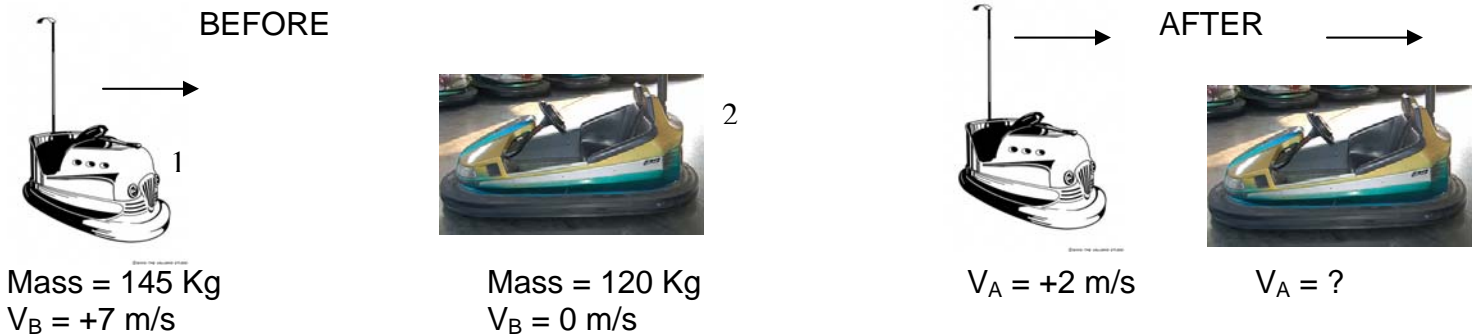 BEFORE
AFTER
1
2
Mass = 145 Kg
V_B = +7 m/s
Mass = 120 Kg
V_B = 0 m/s
V_A = +2 m/s
V_A = ?